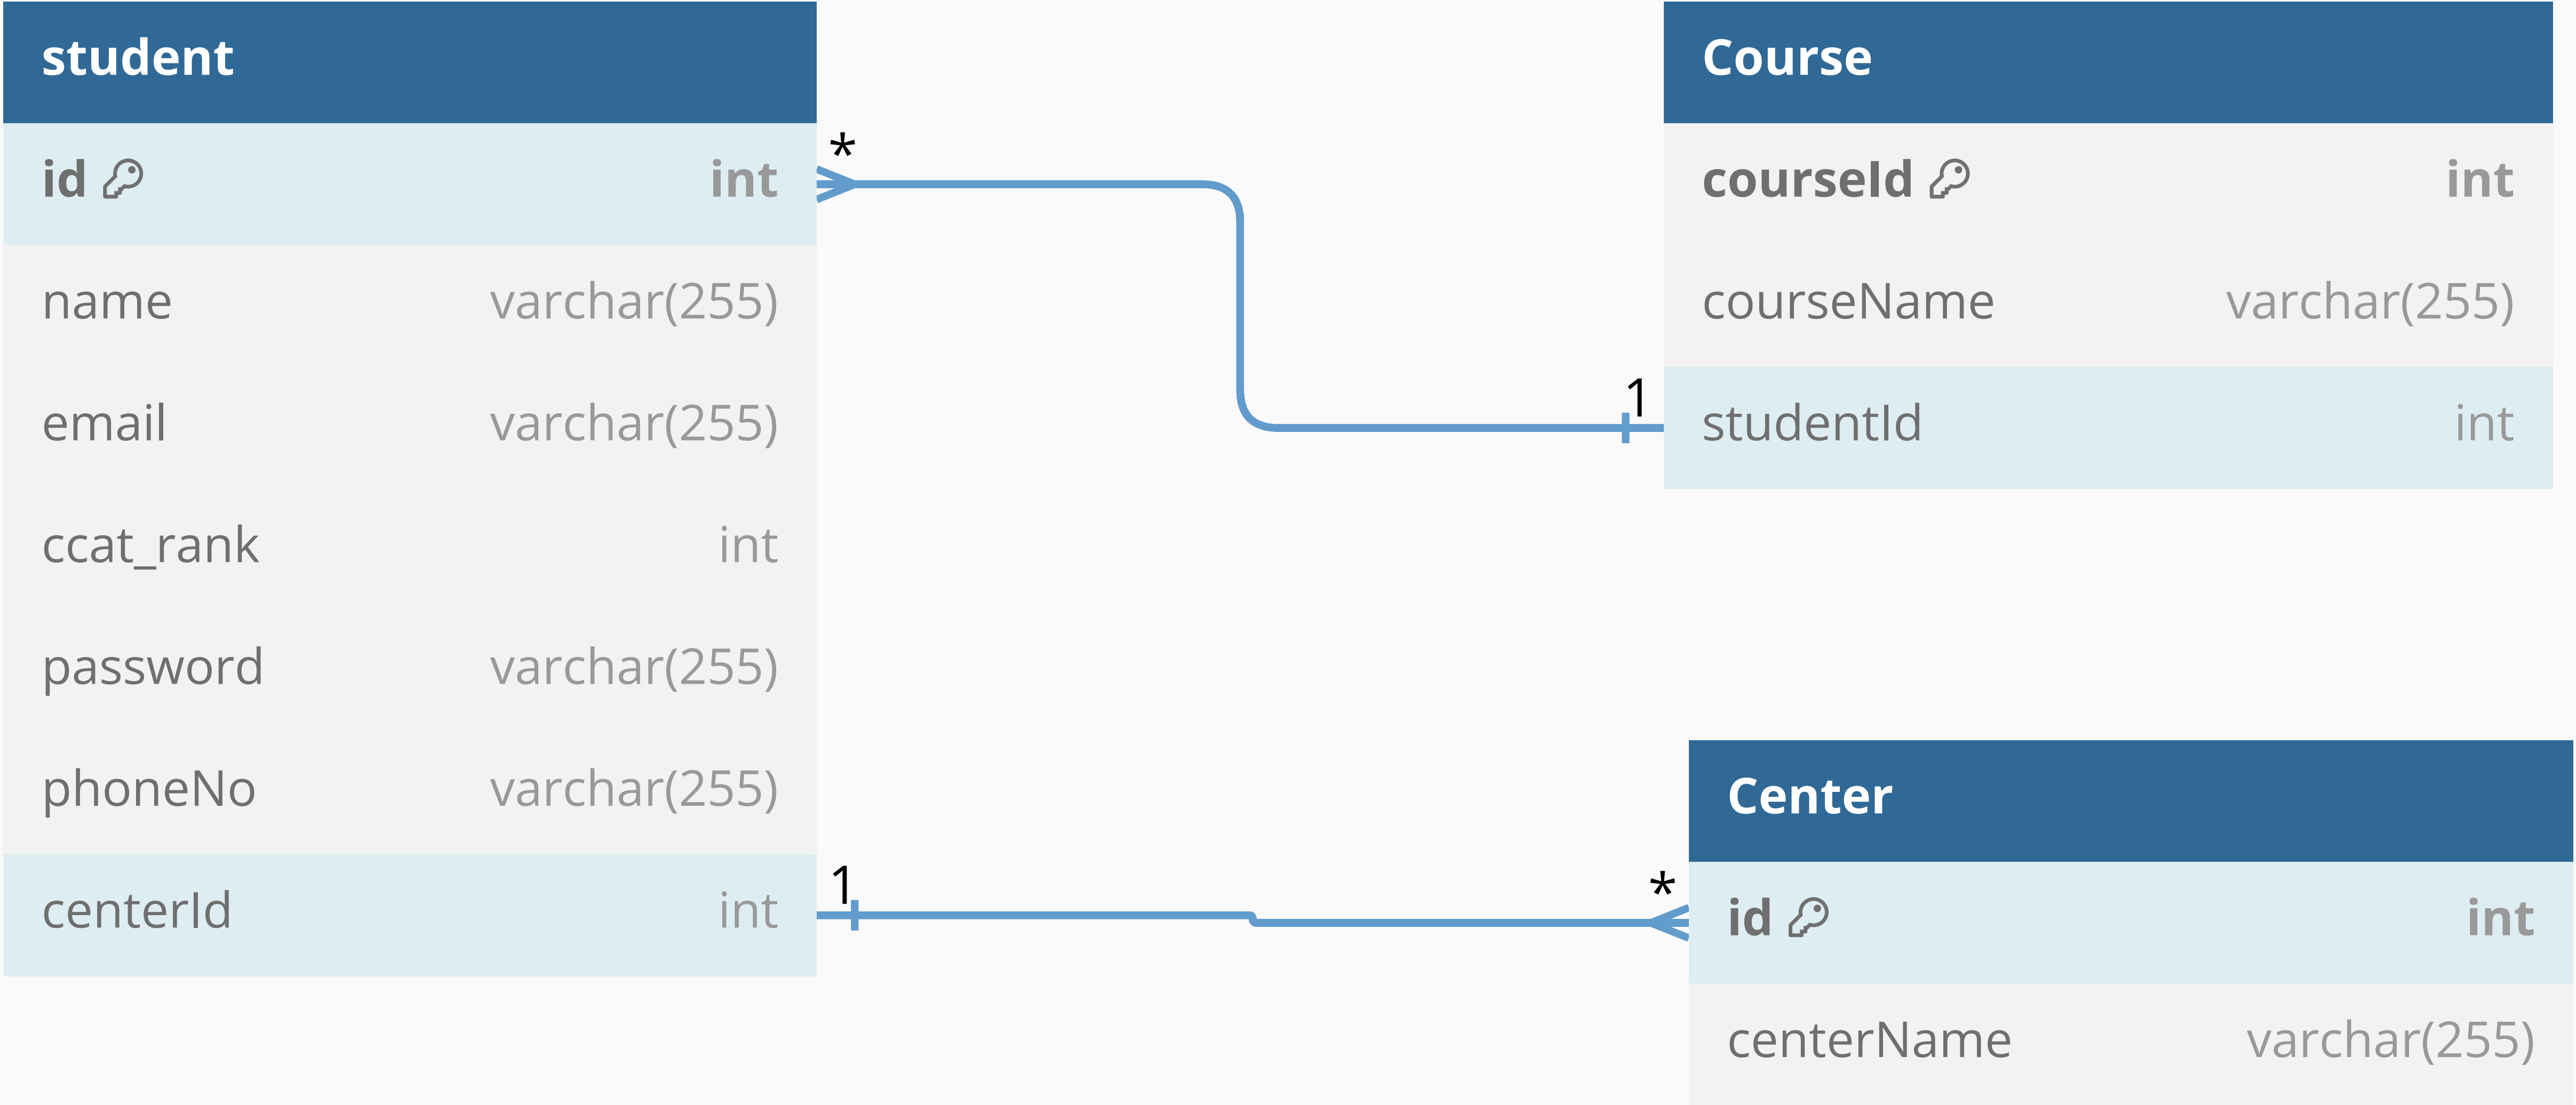 student
id int
name varchar(255)
email varchar(255)
ccat_rank int
password varchar(255)
phoneNo varchar(255)
centerId int
*
1
1
*
Course
courseId int
courseName varchar(255)
studentId int
Center
id int
centerName varchar(255)